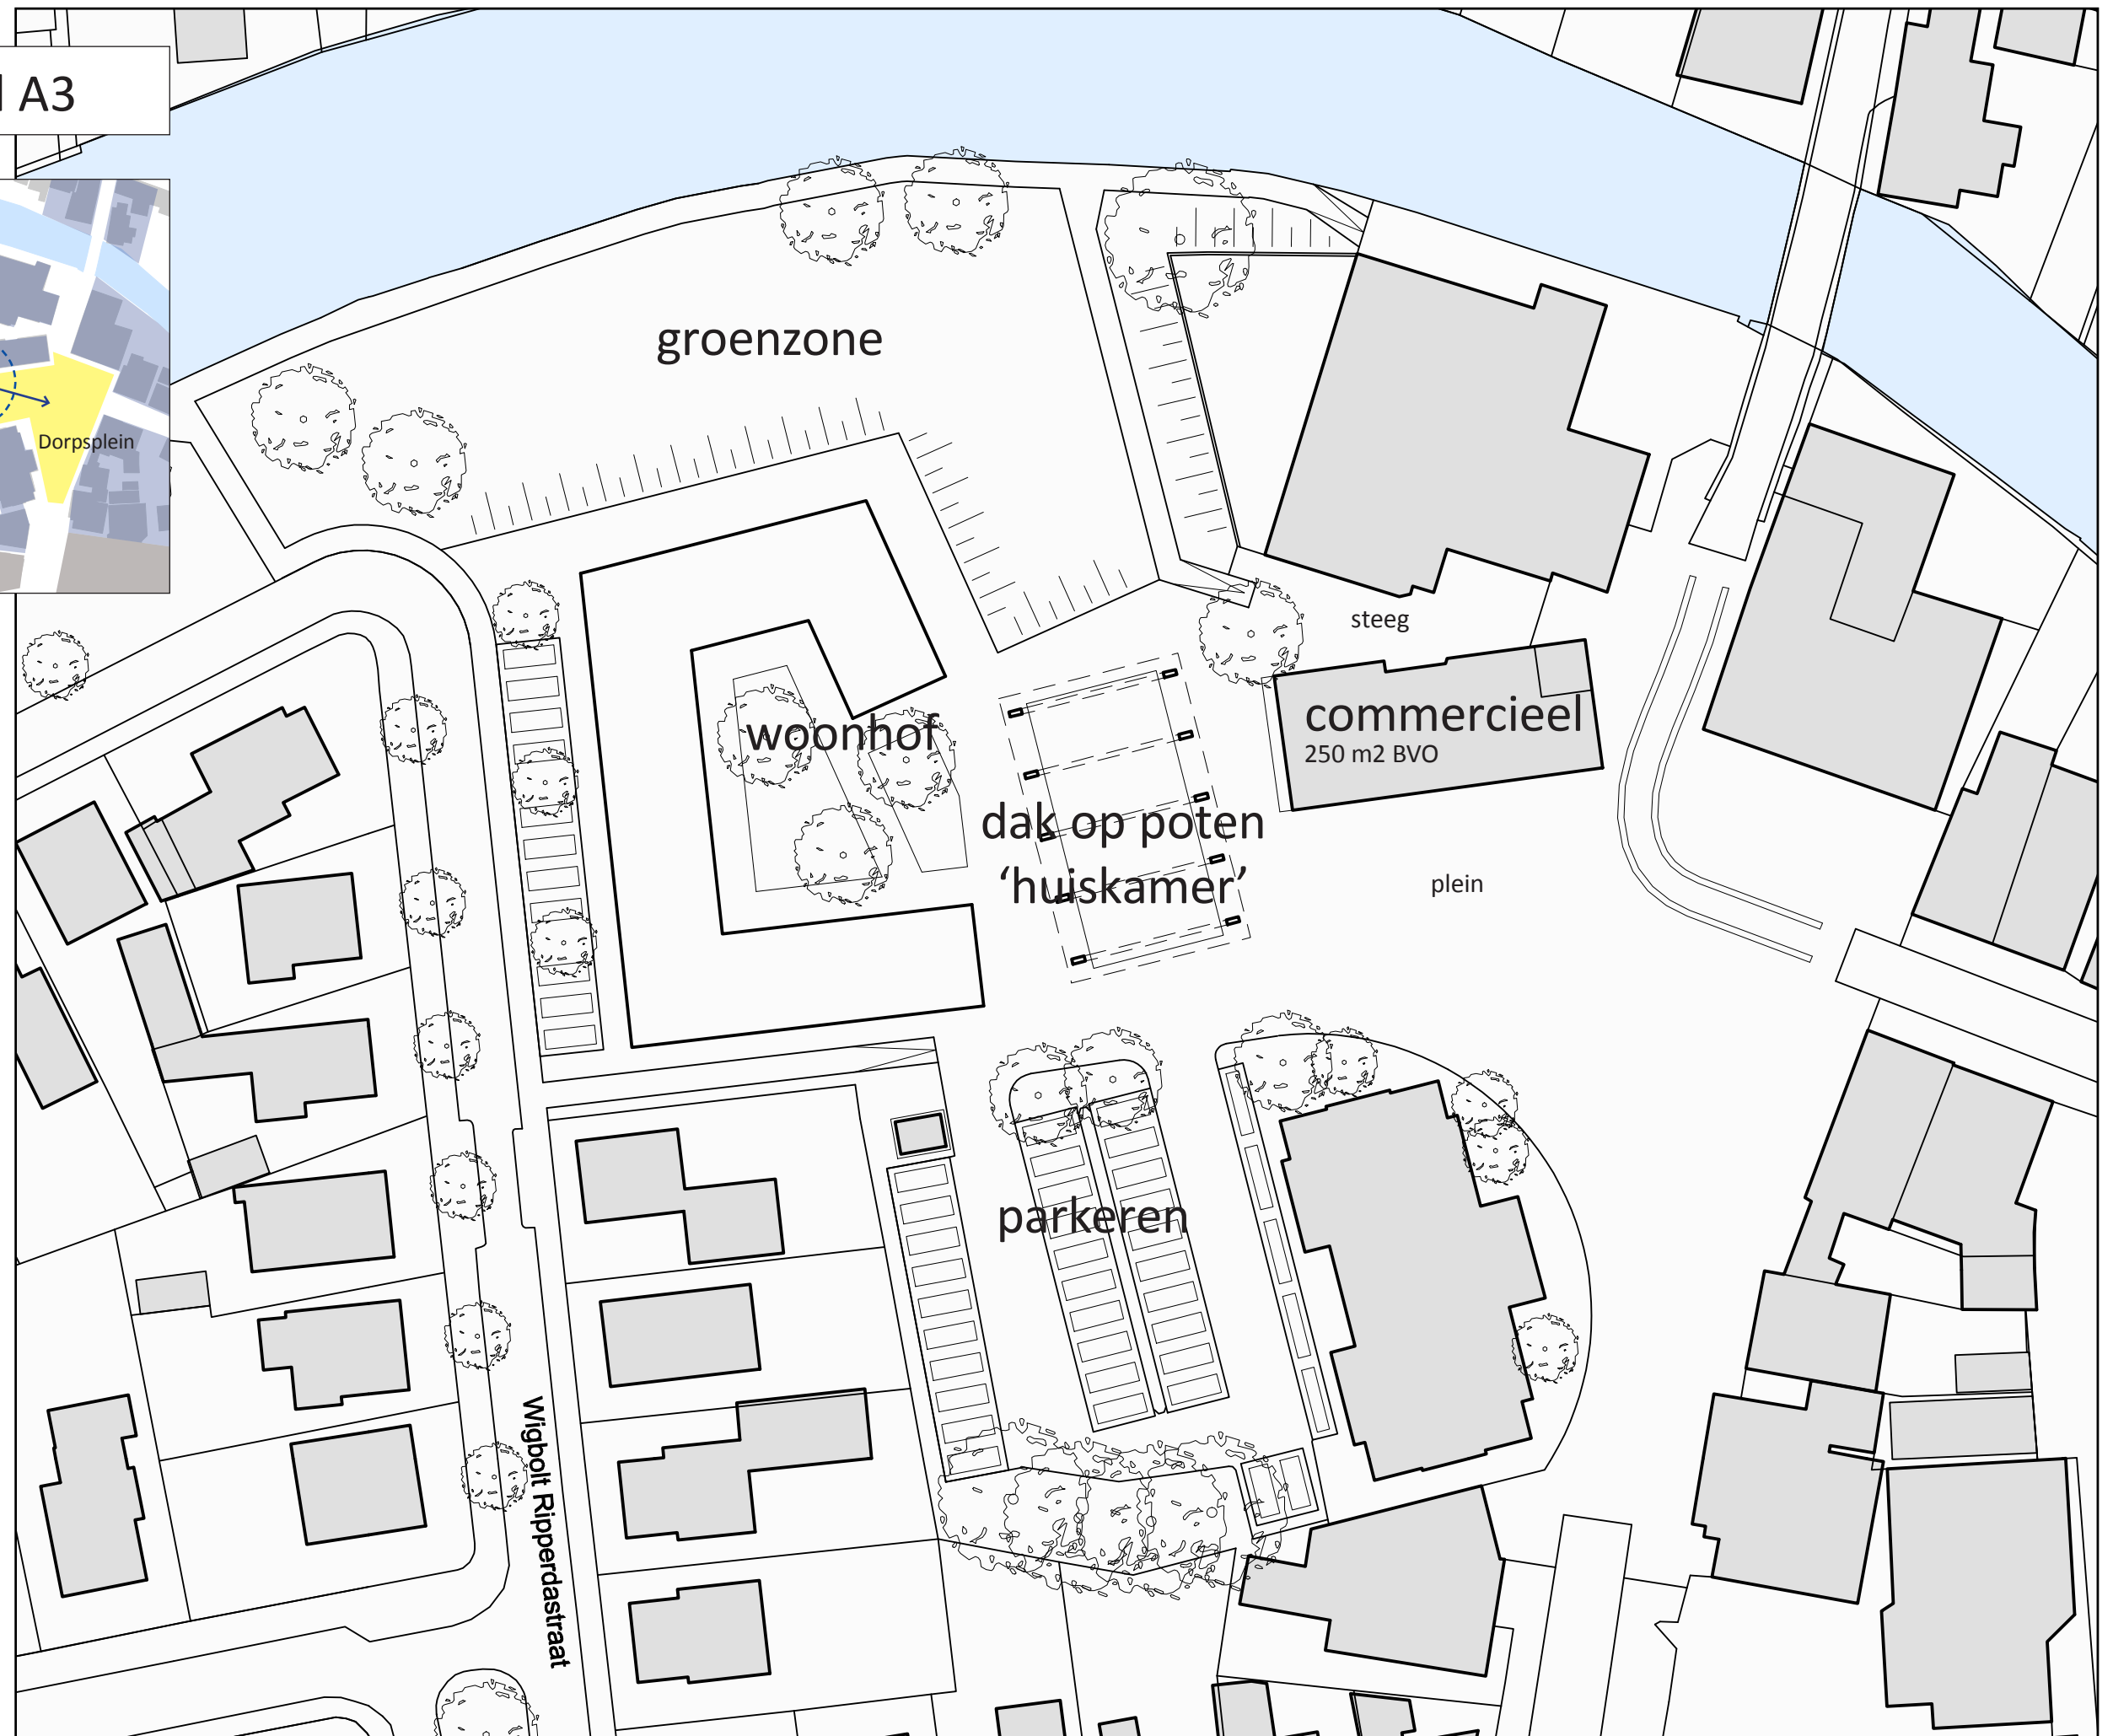 A3
Dorpsplein
groenzone
steeg
commercieel
250 m2 BVO
woonhof
dak op poten
‘huiskamer’
plein
parkeren
Wigbolt Ripperdastraat